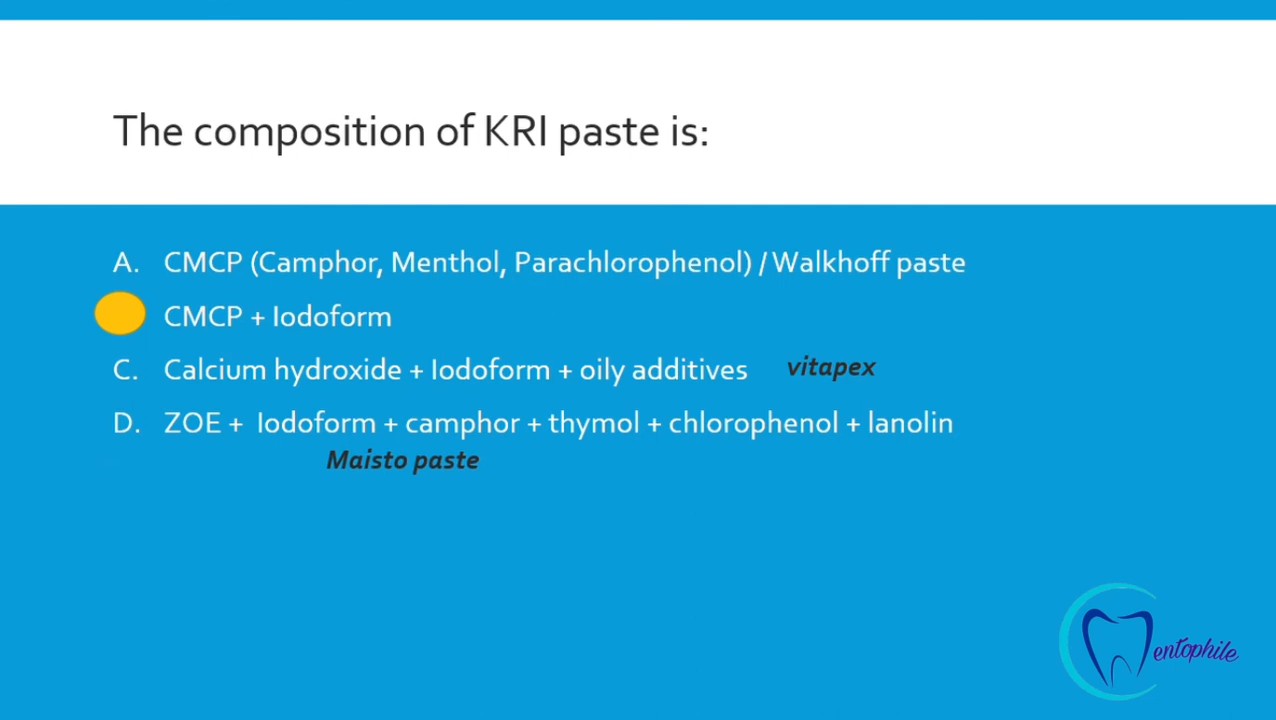 The composition of KRI paste is:
A. CMCP (Camphor, Menthol, Parachlorophenol) / Walkhoff paste
CMCP + Iodoform
C. Calcium hydroxide + Iodoform + oily additives vitapex
D. ZOE + Iodoform + camphor + thymol + chlorophenol + lanolin
Maisto paste
entophile